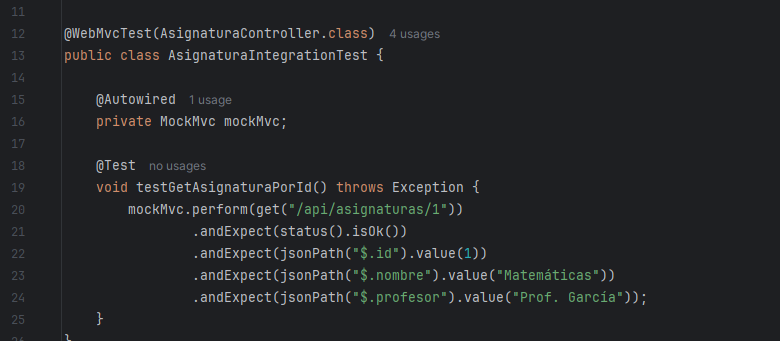 11
12 @WebMvcTest(AsignaturaController.class) 4 usages
13 public class AsignaturaIntegrationTest {
14
15 @Autowired 1 usage
16 private MockMvc mockMvc;
17
18 @Test no usages
19 void testGetAsignaturaPorId() throws Exception {
20 mockMvc.perform(get("/api/asignaturas/1"))
21 .andExpect(status().isOk())
22 .andExpect(jsonPath("$.id").value(1))
23 .andExpect(jsonPath("$.nombre").value("Matemáticas"))
24 .andExpect(jsonPath("$.profesor").value("Prof. García"));
25 }
26 }